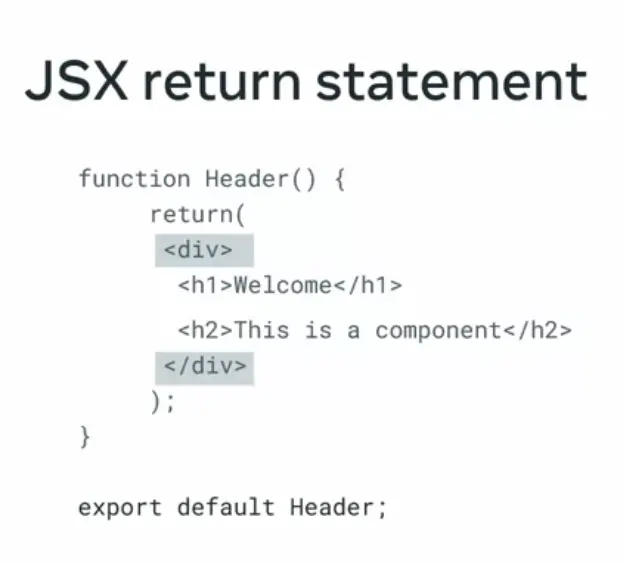 JSX return statement
function Header() {
return(
<div>
<h1>Welcome</h1>
<h2>This is a component</h2>
</div>
);
}
export default Header;